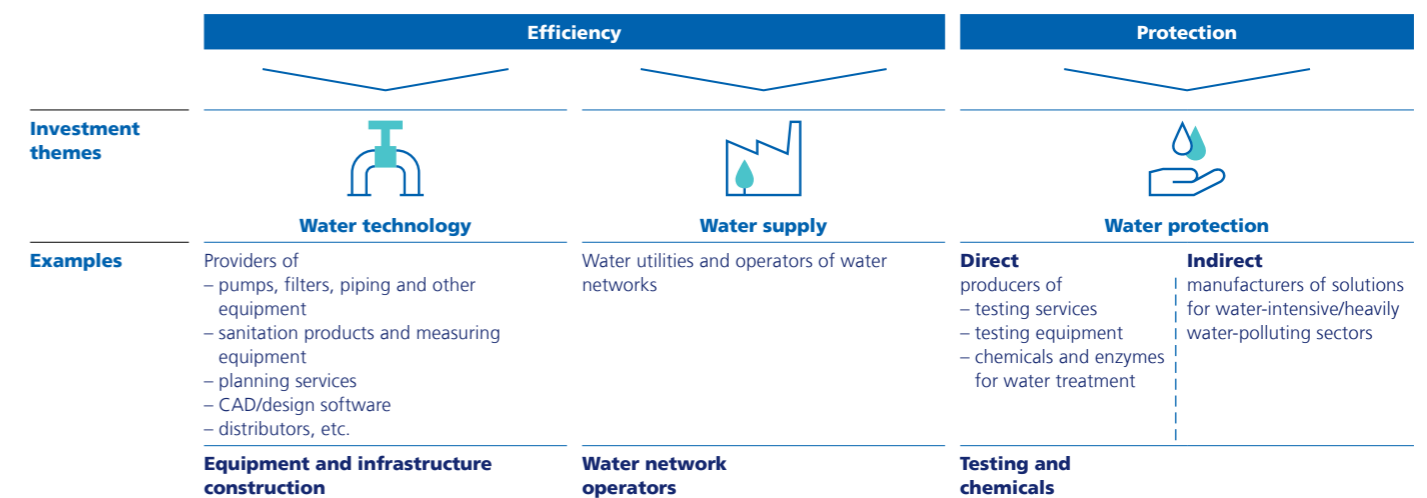 Efficiency
Protection
Investment
themes
Water technology
Water supply
Water protection
Examples
Providers of
– pumps, filters, piping and other
equipment
– sanitation products and measuring
equipment
– planning services
– CAD/design software
– distributors, etc.
Water utilities and operators of water
networks
Direct
producers of
– testing services
– testing equipment
– chemicals and enzymes
for water treatment
Indirect
manufacturers of solutions
for water-intensive/heavily
water-polluting sectors
Equipment and infrastructure
construction
Water network
operators
Testing and
chemicals